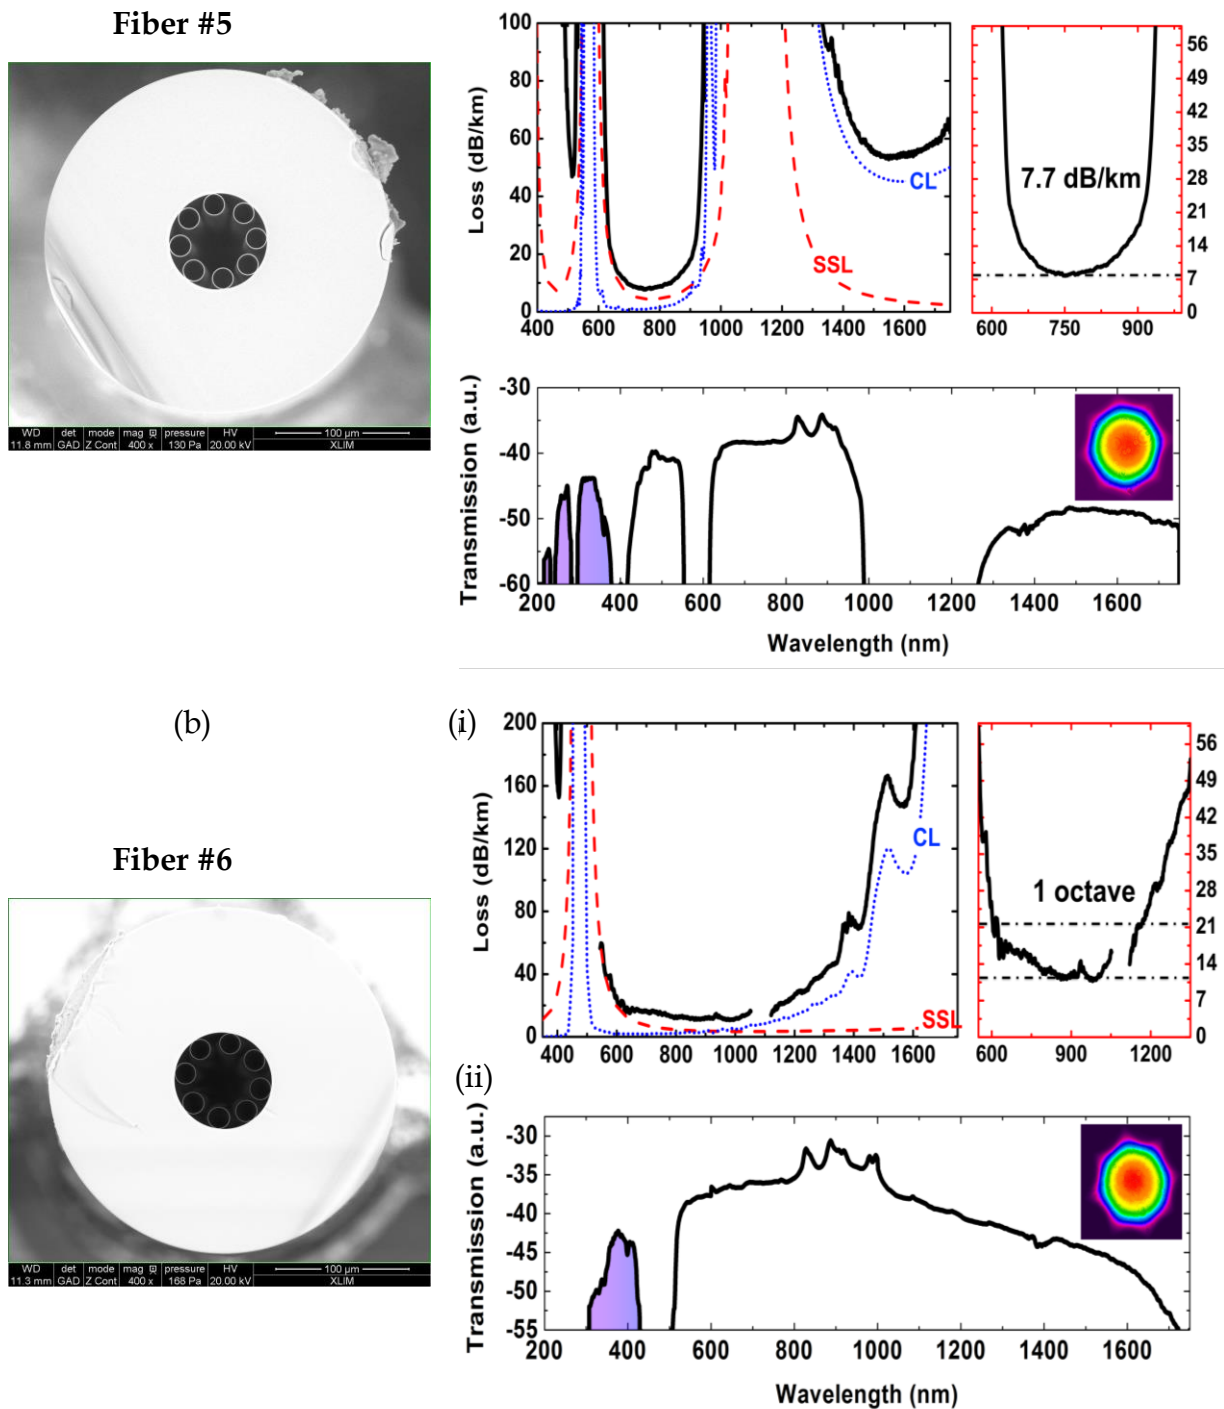 Fiber #5
WD det mode mag pressure HV 100 µm
11.8 mm GAD Z Cont 400 x 130 Pa 20.00 kV XLIM
Loss (dB/km)
100
80
60
40
20
0
400 600 800 1000 1200 1400 1600
CL
SSL
7.7 dB/km
56
49
42
35
28
21
14
7
0
600 750 900
Transmission (a.u.)
-30
-40
-50
-60
200 400 600 800 1000 1200 1400 1600
Wavelength (nm)
(b)
(i)
Fiber #6
WD det mode mag pressure HV 100 µm
11.3 mm GAD Z Cont 400 x 168 Pa 20.00 kV XLIM
Loss (dB/km)
200
160
120
80
40
0
400 600 800 1000 1200 1400 1600
CL
SSL
1 octave
56
49
42
35
28
21
14
7
0
600 900 1200
(ii)
Transmission (a.u.)
-30
-35
-40
-45
-50
-55
200 400 600 800 1000 1200 1400 1600
Wavelength (nm)